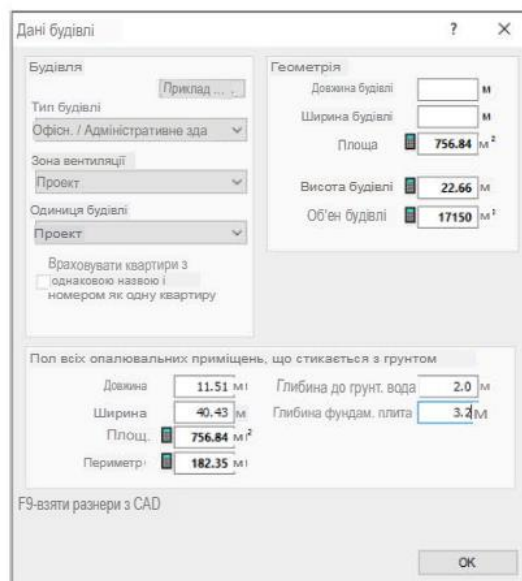 Дані будівлі ? ×
Будівля
Приклад ... .
Тип будівлі
Офісн. / Адміністративне зда
Зона вентиляції
Проект
Одиниця будівлі
Проект
Враховувати квартири з
однаковою назвою і
номером як одну квартиру
Геометрія
Довжина будівлі м
Ширина будівлі м
Площа 756.84 м²
Висота будівлі 22.66 м
Об'ен будівлі 17150 м³
Пол всіх опалювальних приміщень, що стикається з грунтом
Довжина 11.51 м
Ширина 40.43 м
Площ. 756.84 м²
Периметр 182.35 м
Глибина до грунт. вода 2.0 м
Глибина фундам. плита 3.2 м
F9-взяти разнери з CAD
OK